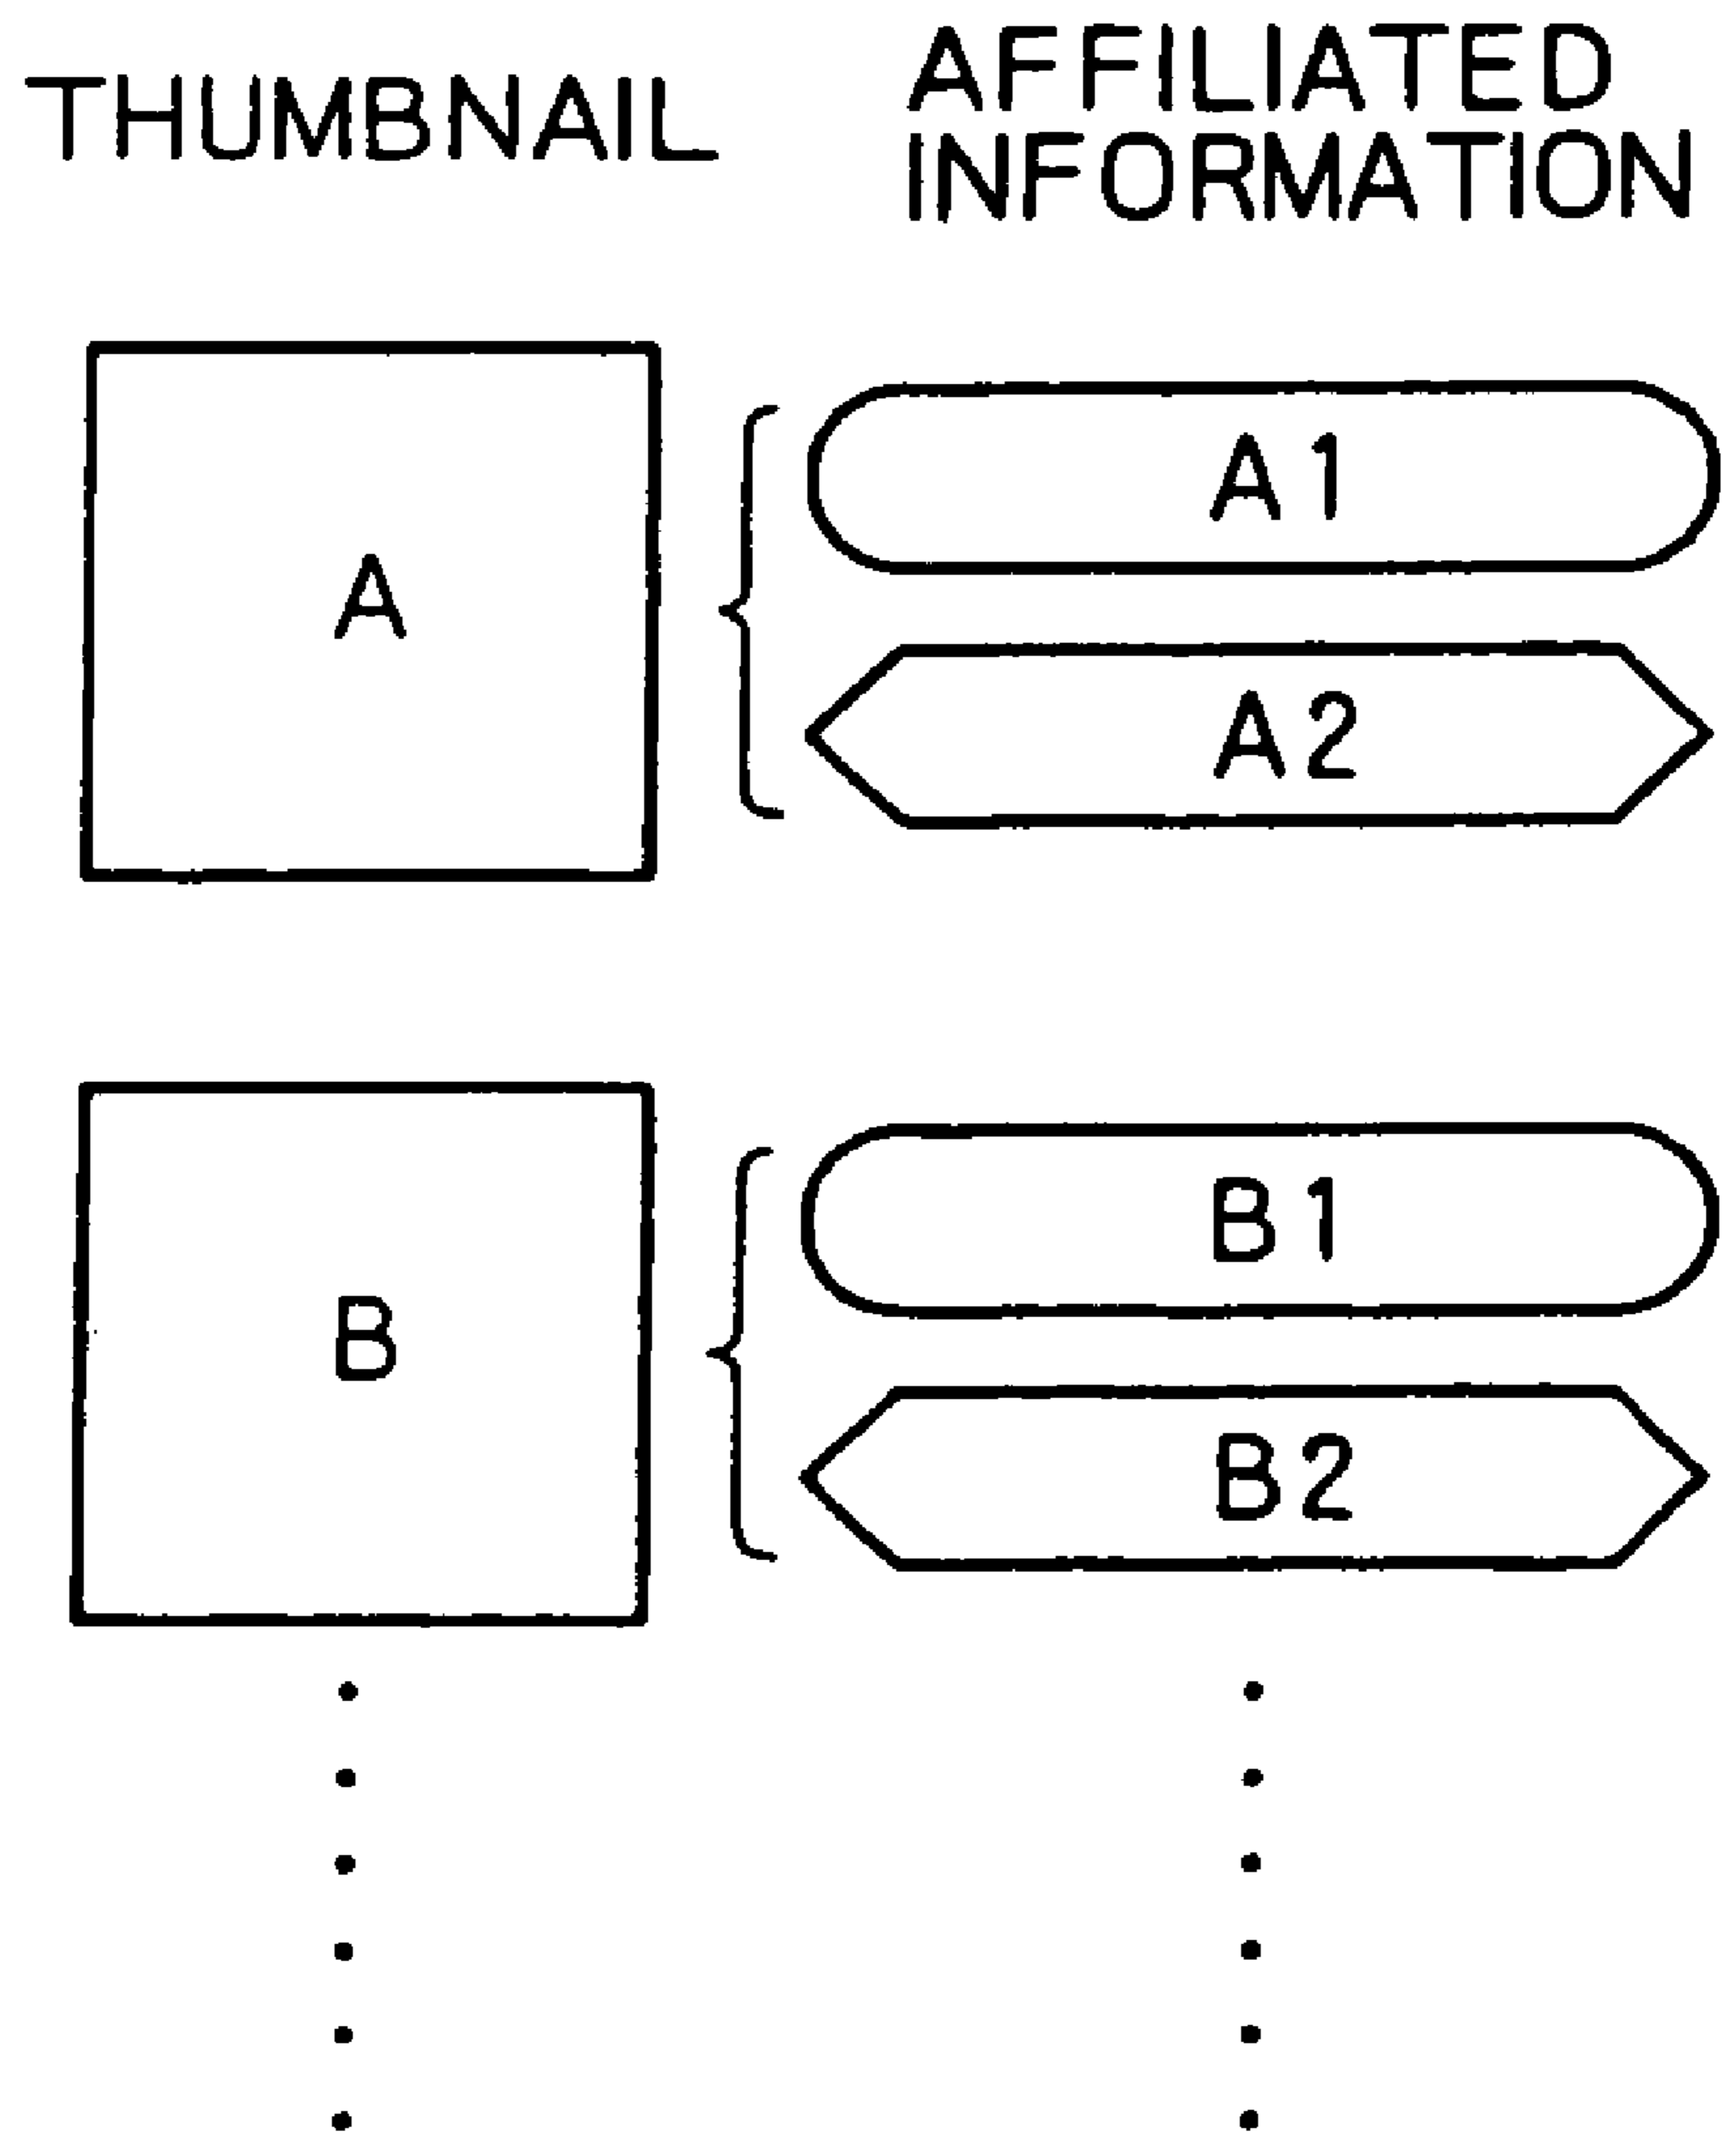 THUMBNAIL
AFFILIATED
INFORMATION
A
A1
A2
B
B1
B2